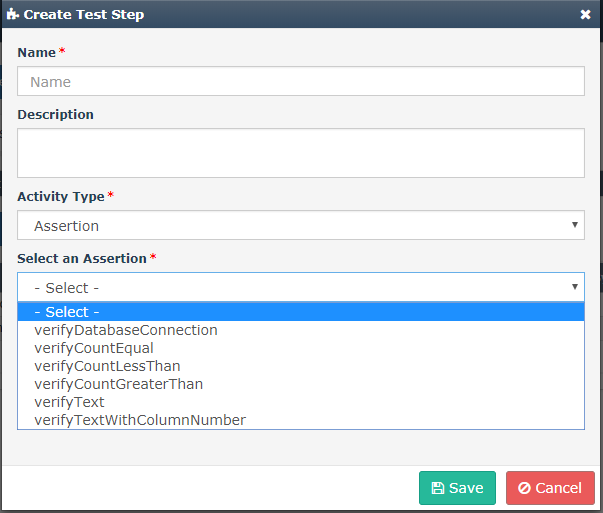 Create Test Step
Name *
Name
Description
Activity Type *
Assertion
Select an Assertion *
- Select -
- Select -
verifyDatabaseConnection
verifyCountEqual
verifyCountLessThan
verifyCountGreaterThan
verifyText
verifyTextWithColumnNumber
Save Cancel